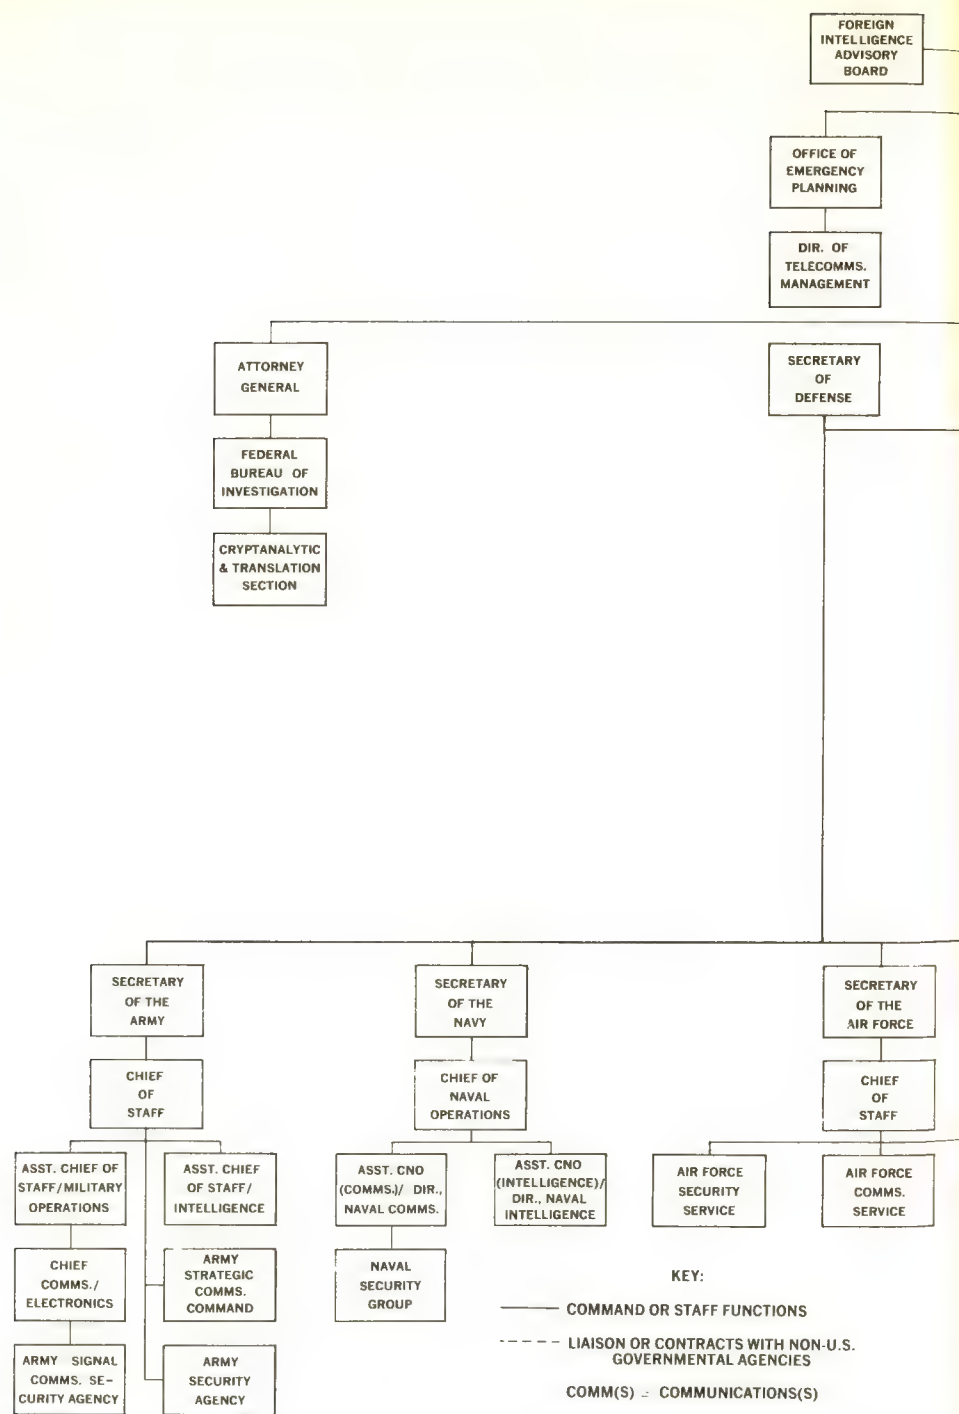 FOREIGN
INTELLIGENCE
ADVISORY
BOARD
OFFICE OF
EMERGENCY
PLANNING
DIR. OF
TELECOMMS.
MANAGEMENT
ATTORNEY
GENERAL
SECRETARY
OF
DEFENSE
FEDERAL
BUREAU OF
INVESTIGATION
CRYPTANALYTIC
& TRANSLATION
SECTION
SECRETARY
OF THE
ARMY
SECRETARY
OF THE
NAVY
SECRETARY
OF THE
AIR FORCE
CHIEF
OF
STAFF
CHIEF OF
NAVAL
OPERATIONS
CHIEF
OF
STAFF
ASST. CHIEF OF
STAFF/MILITARY
OPERATIONS
ASST. CHIEF
OF STAFF/
INTELLIGENCE
ASST. CNO
(COMMS.)/ DIR.,
NAVAL COMMS.
ASST. CNO
(INTELLIGENCE)/
DIR., NAVAL
INTELLIGENCE
AIR FORCE
SECURITY
SERVICE
AIR FORCE
COMMS.
SERVICE
CHIEF
COMMS./
ELECTRONICS
ARMY
STRATEGIC
COMMS.
COMMAND
NAVAL
SECURITY
GROUP
ARMY SIGNAL
COMMS. SE-
CURITY AGENCY
ARMY
SECURITY
AGENCY
KEY:
COMMAND OR STAFF FUNCTIONS
LIAISON OR CONTRACTS WITH NON-U.S.
GOVERNMENTAL AGENCIES
COMM(S) = COMMUNICATIONS(S)